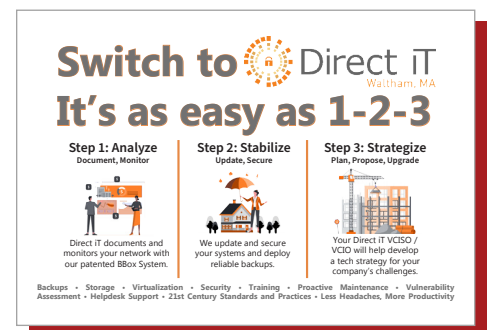 Switch to Direct iT
Waltham, MA
It's as easy as 1-2-3
Step 1: Analyze
Document, Monitor
Direct iT documents and
monitors your network with
our patented BBox System.
Step 2: Stabilize
Update, Secure
We update and secure
your systems and deploy
reliable backups.
Step 3: Strategize
Plan, Propose, Upgrade
Your Direct iT VCISO /
VCIO will help develop
a tech strategy for your
company's challenges.
Backups • Storage • Virtualization • Security • Training • Proactive Maintenance • Vulnerability
Assessment • Helpdesk Support • 21st Century Standards and Practices • Less Headaches, More Productivity